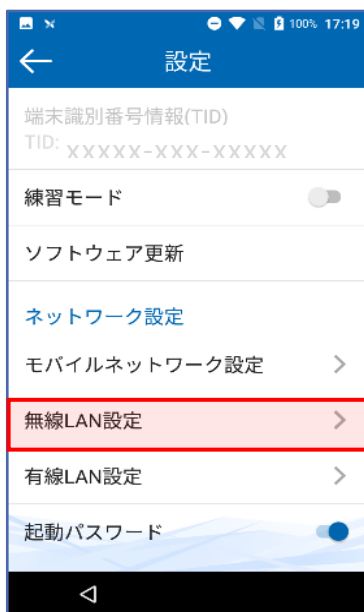 100% 17:19
設定
端末識別番号情報(TID)
TID: XXXXX-XXX-XXXXX
練習モード
ソフトウェア更新
ネットワーク設定
モバイルネットワーク設定
無線LAN設定
有線LAN設定
起動パスワード